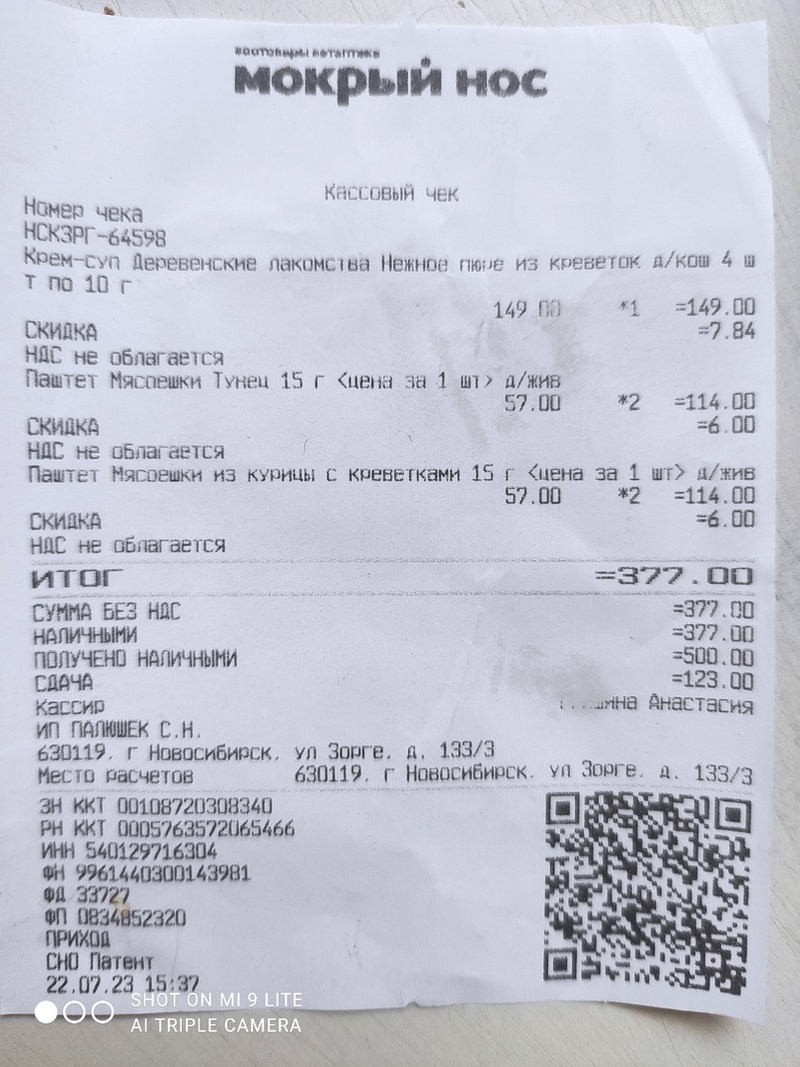 зоотовары ветаптека
мокрый нос
Кассовый чек
Номер чека
НСКЗРГ-64598
Крем-суп Деревенские лакомства Нежное пюре из креветок д/кош 4 ш
т по 10 г
149.00 *1 =149.00
СКИДКА =7.84
НДС не облагается
Паштет Мясоешки Тунец 15 г <цена за 1 шт> д/жив
57.00 *2 =114.00
СКИДКА =6.00
НДС не облагается
Паштет Мясоешки из курицы с креветками 15 г <цена за 1 шт> д/жив
57.00 *2 =114.00
СКИДКА =6.00
НДС не облагается
ИТОГ =377.00
СУММА БЕЗ НДС =377.00
НАЛИЧНЫМИ =377.00
ПОЛУЧЕНО НАЛИЧНЫМИ =500.00
СДАЧА =123.00
Кассир Анастасия
ИП ПАЛЮШЕК С.Н.
630119. г Новосибирск. ул Зорге. д. 133/3
Место расчетов 630119. г Новосибирск. ул Зорге. д. 133/3
ЗН ККТ 00108720308340
РН ККТ 0005763572065466
ИНН 540129716304
ФН 9961440300143981
ФД 33727
ФП 0834852320
ПРИХОД
СНО Патент
22.07.23 15:37
SHOT ON MI 9 LITE
AI TRIPLE CAMERA